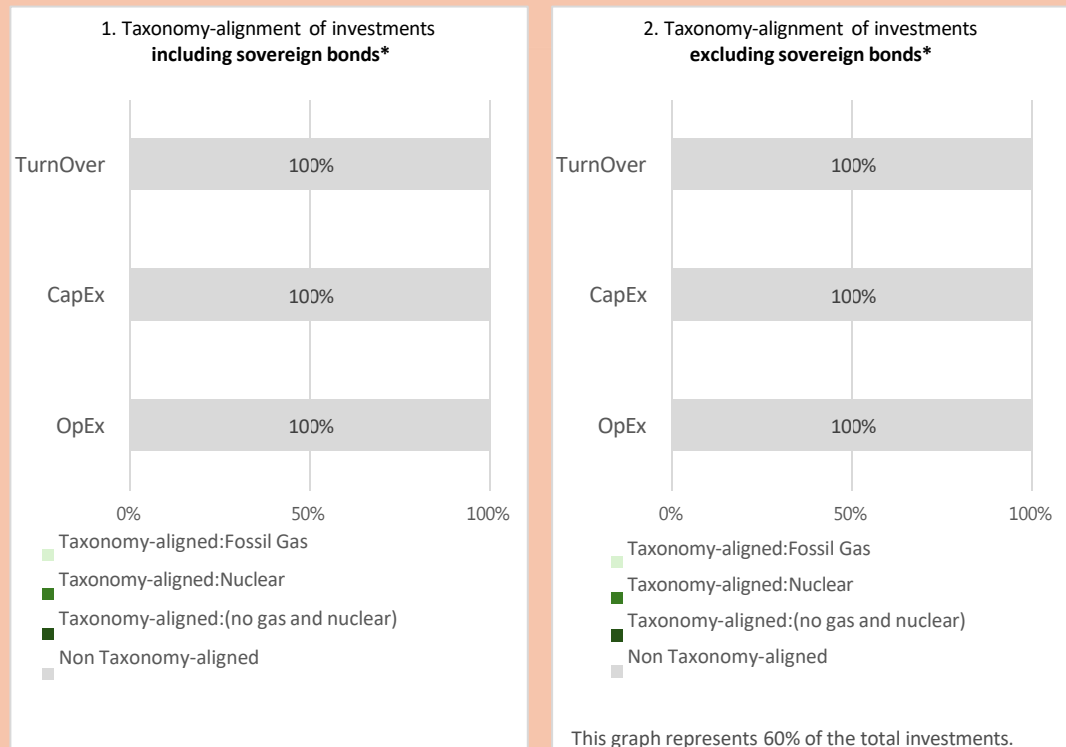 1. Taxonomy-alignment of investments
including sovereign bonds*
TurnOver
100%
CapEx
100%
OpEx
100%
0% 50% 100%
Taxonomy-aligned:Fossil Gas
Taxonomy-aligned:Nuclear
Taxonomy-aligned:(no gas and nuclear)
Non Taxonomy-aligned
2. Taxonomy-alignment of investments
excluding sovereign bonds*
TurnOver
100%
CapEx
100%
OpEx
100%
0% 50% 100%
Taxonomy-aligned:Fossil Gas
Taxonomy-aligned:Nuclear
Taxonomy-aligned:(no gas and nuclear)
Non Taxonomy-aligned
This graph represents 60% of the total investments.